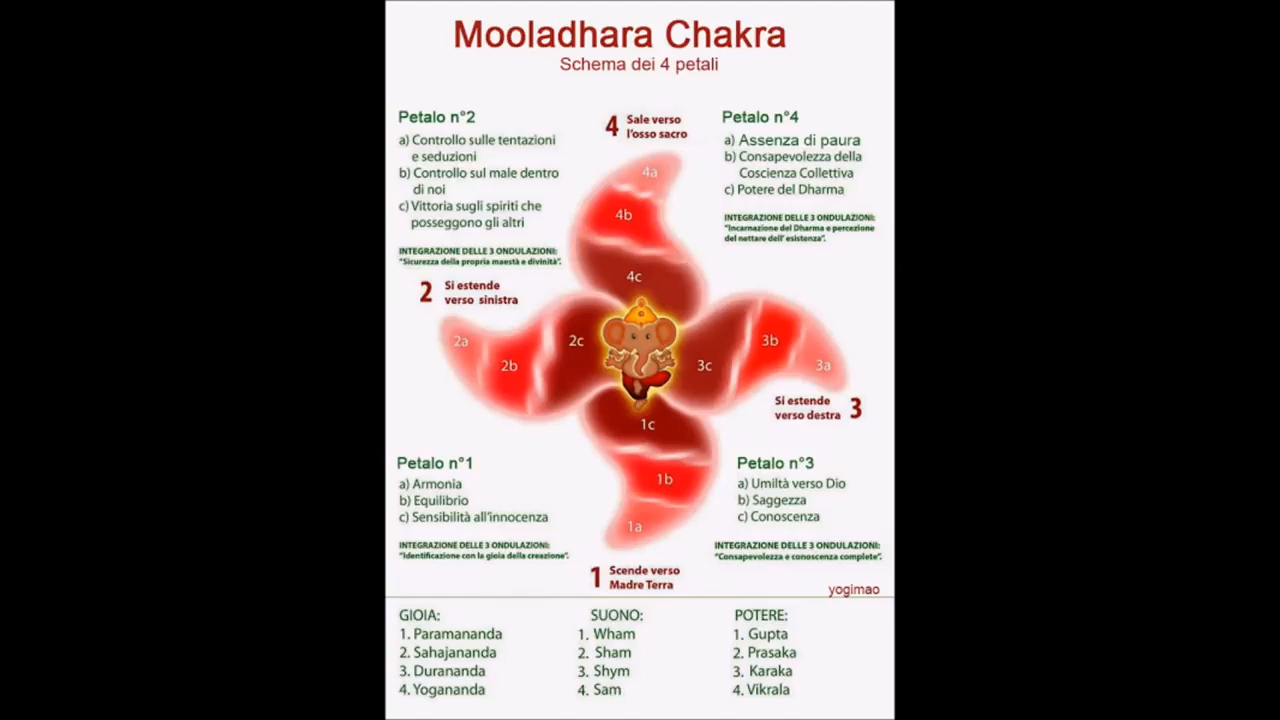 Mooladhara Chakra
Schema dei 4 petali
Petalo n°2
a) Controllo sulle tentazioni
e seduzioni
b) Controllo sul male dentro
di noi
c) Vittoria sugli spiriti che
posseggono gli altri
INTEGRAZIONE DELLE 3 ONDULAZIONI:
"Sicurezza della propria maestà e divinità".
4 Sale verso
l'osso sacro
Petalo n°4
a) Assenza di paura
b) Consapevolezza della
Coscienza Collettiva
c) Potere del Dharma
INTEGRAZIONE DELLE 3 ONDULAZIONI:
"Incarnazione del Dharma e percezione
del nettare dell' esistenza".
2 Si estende
verso sinistra
4a
4b
4c
2a
2b
2c
3c
3b
3a
1c
1b
1a
Si estende
verso destra 3
Petalo n°1
a) Armonia
b) Equilibrio
c) Sensibilità all'innocenza
INTEGRAZIONE DELLE 3 ONDULAZIONI:
"Identificazione con la gioia della creazione".
Petalo n°3
a) Umiltà verso Dio
b) Saggezza
c) Conoscenza
INTEGRAZIONE DELLE 3 ONDULAZIONI:
"Consapevolezza e conoscenza complete".
1 Scende verso
Madre Terra
yogimao
GIOIA:
1. Paramananda
2. Sahajananda
3. Durananda
4. Yogananda
SUONO:
1. Wham
2. Sham
3. Shym
4. Sam
POTERE:
1. Gupta
2. Prasaka
3. Karaka
4. Vikrala